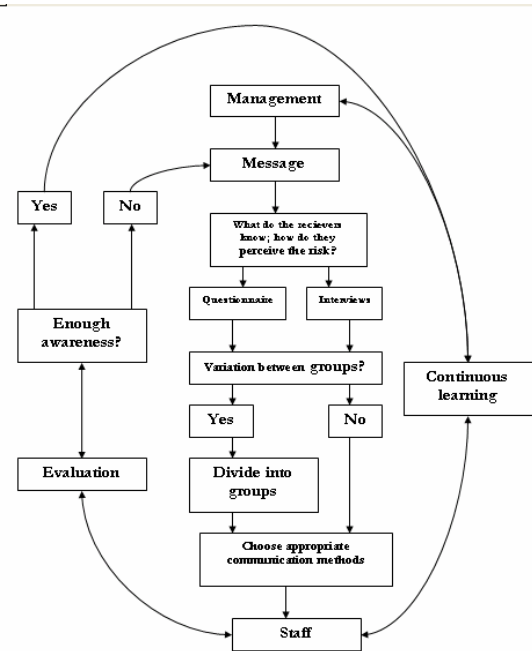 Management
Message
Yes
No
What do the recievers
know; how do they
perceive the risk?
Questionnaire
Interviews
Enough
awareness?
Variation between groups?
Continuous
learning
Yes
No
Evaluation
Divide into
groups
Choose appropriate
communication methods
Staff